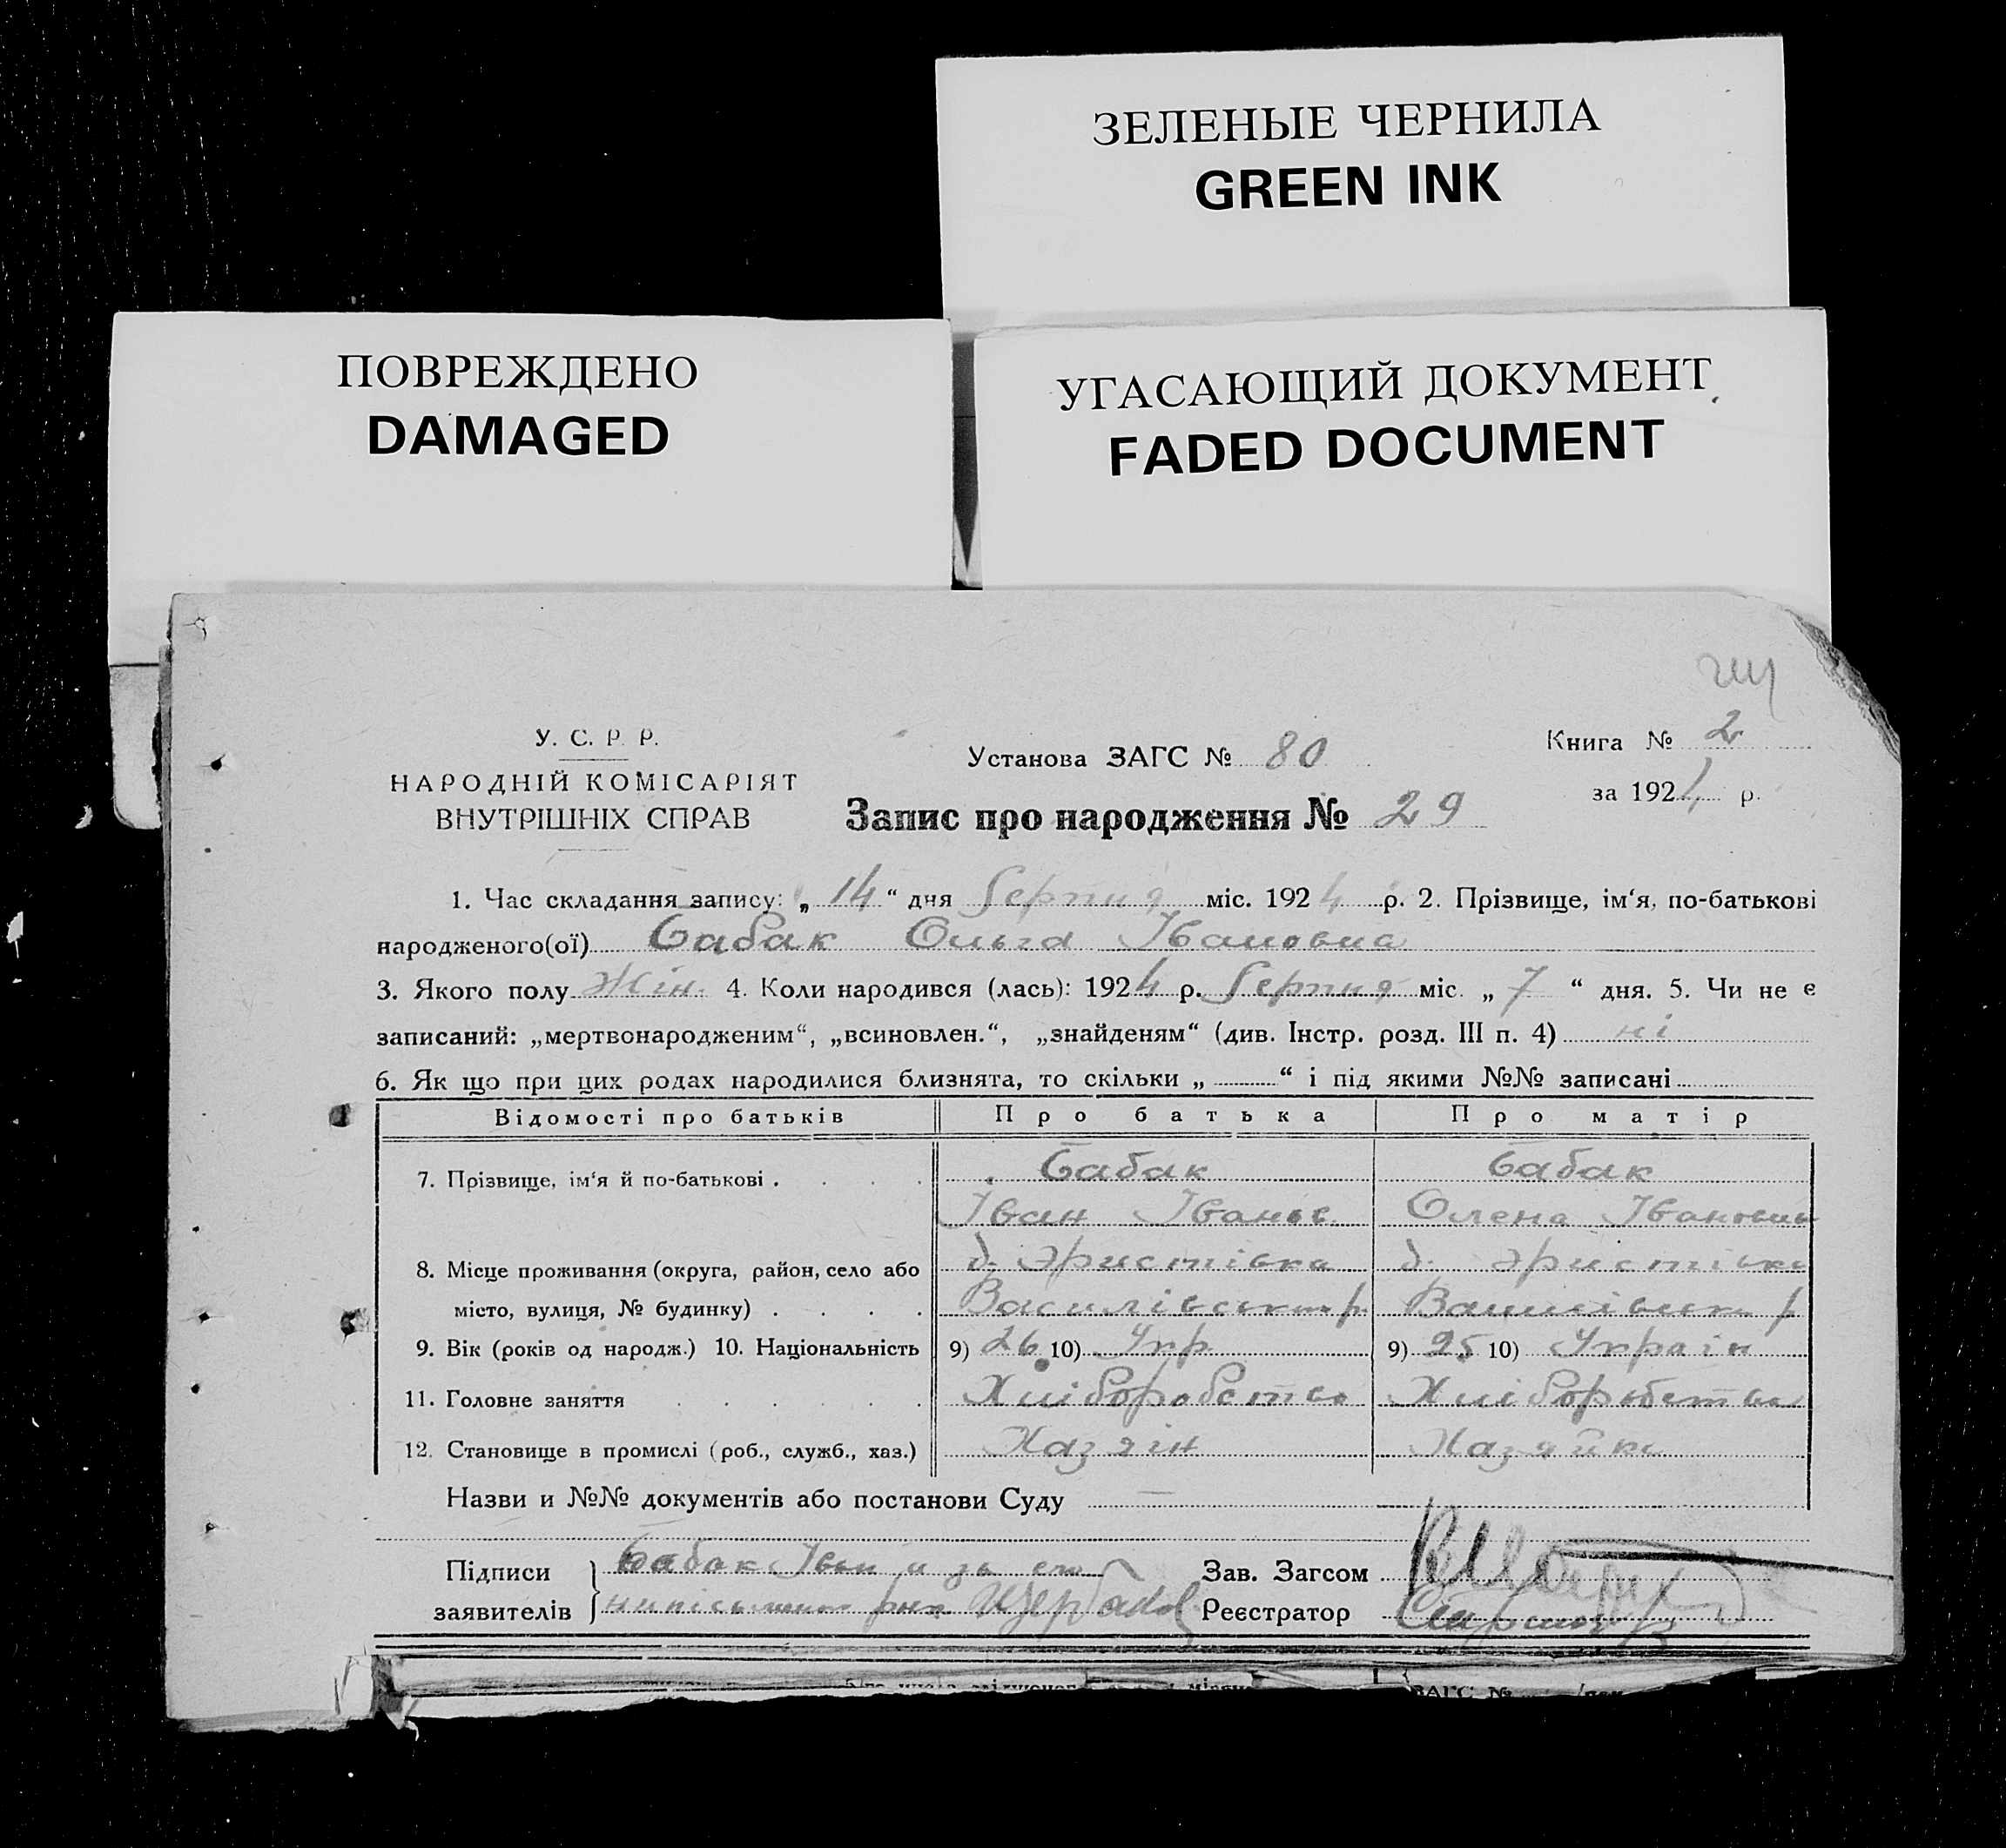 ЗЕЛЕНЫЕ ЧЕРНИЛА
GREEN INK
ПОВРЕЖДЕНО
DAMAGED
УГАСАЮЩИЙ ДОКУМЕНТ
FADED DOCUMENT
У. С. Р. Р.
НАРОДНІЙ КОМІСАРІЯТ
ВНУТРІШНІХ СПРАВ
Установа ЗАГС № 80
Запис про народження № 29
Книга № 2
за 1924 р.
1. Час складання запису: „ 14 “ дня Серпня міс. 1924 р. 2. Прізвище, ім‘я, по-батькові
народженого(ої) Бабак Ольга Івановна
3. Якого полу Жін. 4. Коли народився (лась): 1924 р. Серпня міс. „ 7 “ дня. 5. Чи не є
записаний: „мертвонародженим“, „всиновлен.“, „знайденям“ (див. Інстр. розд. III п. 4) ні
6. Як що при цих родах народилися близнята, то скільки „ “ і під якими №№ записані
Відомості про батьків Про батька Про матір
7. Прізвище, ім‘я й по-батькові . Бабак Бабак
Іван Олена
8. Місце проживання (округа, район, село або
місто, вулиця, № будинку)
9. Вік (років од народж.) 10. Національність 9) 26 10) Укр 9) 25 10) Украін
11. Головне заняття Хліборобство Хліборобство
12. Становище в промислі (роб., служб., хаз.) Хазяін Хазяйка
Назви и №№ документів або постанови Суду —
Підписи
заявителів
Бабак Іван
Зав. Загсом
Реєстратор